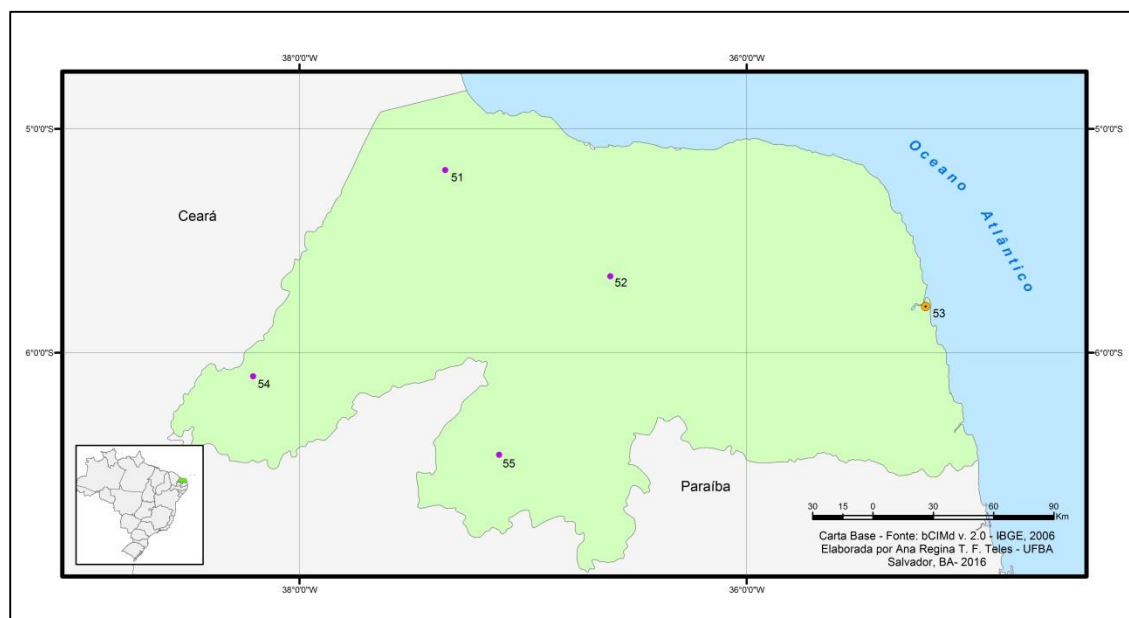 38°0'0"W
36°0'0"W
5°0'0"S
5°0'0"S
Oceano
Atlântico
51
Ceará
52
53
6°0'0"S
6°0'0"S
54
55
Paraíba
30 15 0 30 60 90
Km
Carta Base - Fonte: bCIMd v. 2.0 - IBGE, 2006
Elaborada por Ana Regina T. F. Teles - UFBA
Salvador, BA- 2016
38°0'0"W
36°0'0"W